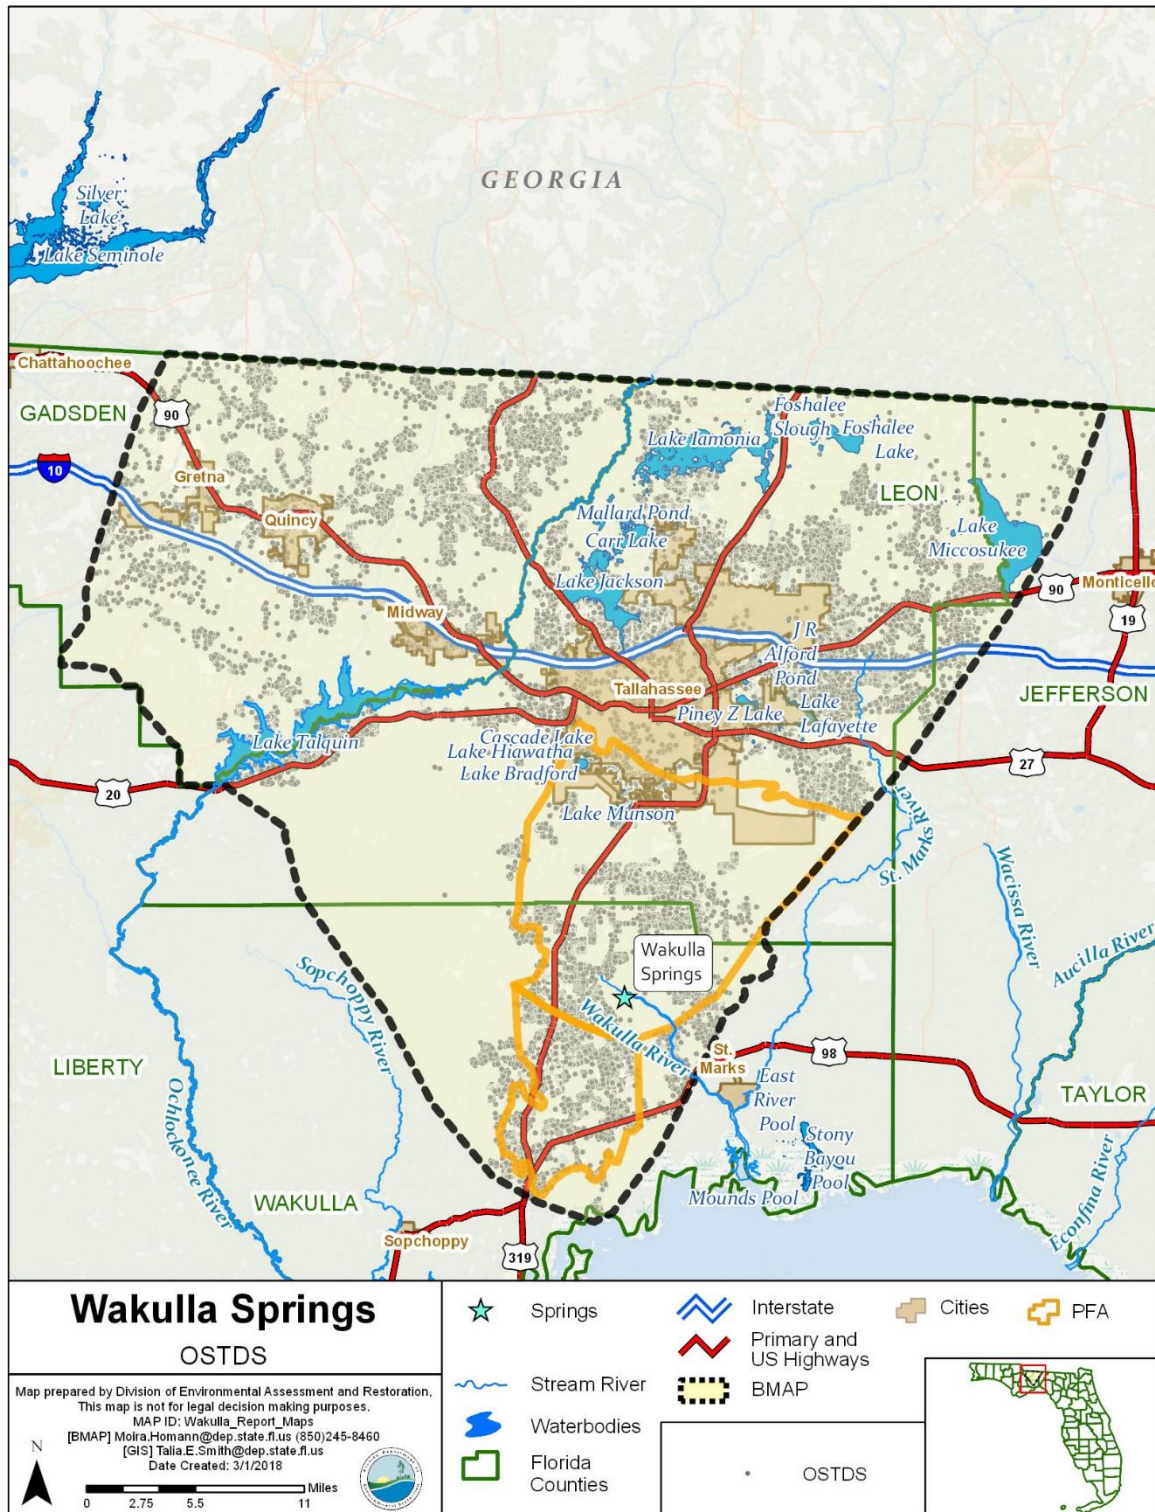 GEORGIA
Silver
Lake
Lake Seminole
Chattahoochee
GADSDEN
90
10
Gretna
Quincy
Midway
Foshalee
Slough
Foshalee
Lake
Lake Iamonia
LEON
Mallard Pond
Carr Lake
Lake Jackson
Lake
Miccosukee
90
Monticello
19
J R
Alford
Pond
Tallahassee
Piney Z Lake
Lake
Lafayette
JEFFERSON
Lake Talquin
Cascade Lake
Lake Hiawatha
Lake Bradford
Lake Munson
20
27
St. Marks River
Wacissa River
Aucilla River
Wakulla
Springs
Sopchoppy River
Wakulla River
LIBERTY
Ochlockonee River
St.
Marks
98
East
River
Pool
TAYLOR
Stony
Bayou
Pool
Mounds Pool
Econfina River
WAKULLA
Sopchoppy
319
Wakulla Springs
OSTDS
Map prepared by Division of Environmental Assessment and Restoration.
This map is not for legal decision making purposes.
MAP ID: Wakulla_Report_Maps
[BMAP] Moira.Homann@dep.state.fl.us (850)245-8460
[GIS] Talia.E.Smith@dep.state.fl.us
Date Created: 3/1/2018
N
Miles
0 2.75 5.5 11
Springs
Interstate
Cities
PFA
Primary and
US Highways
Stream River
BMAP
Waterbodies
Florida
Counties
OSTDS